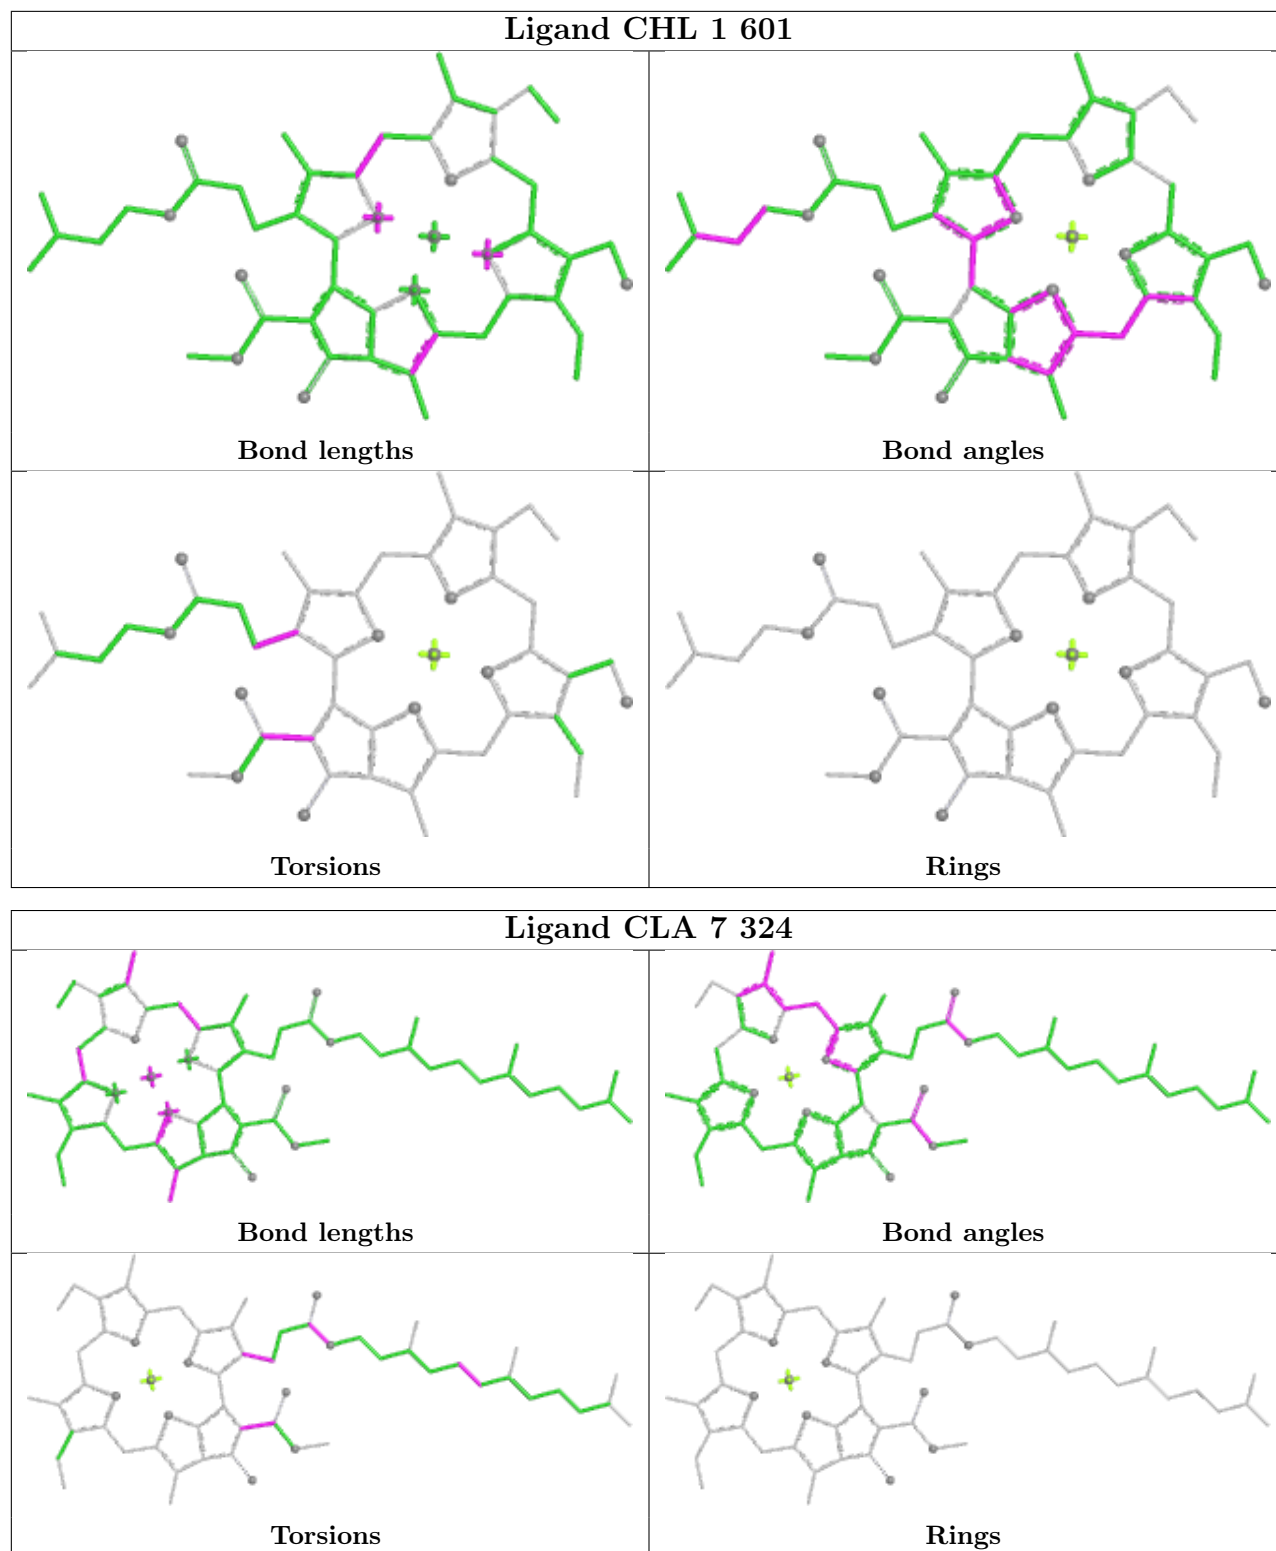 Ligand CHL 1 601
Bond lengths
Bond angles
Torsions
Rings
Ligand CLA 7 324
Bond lengths
Bond angles
Torsions
Rings